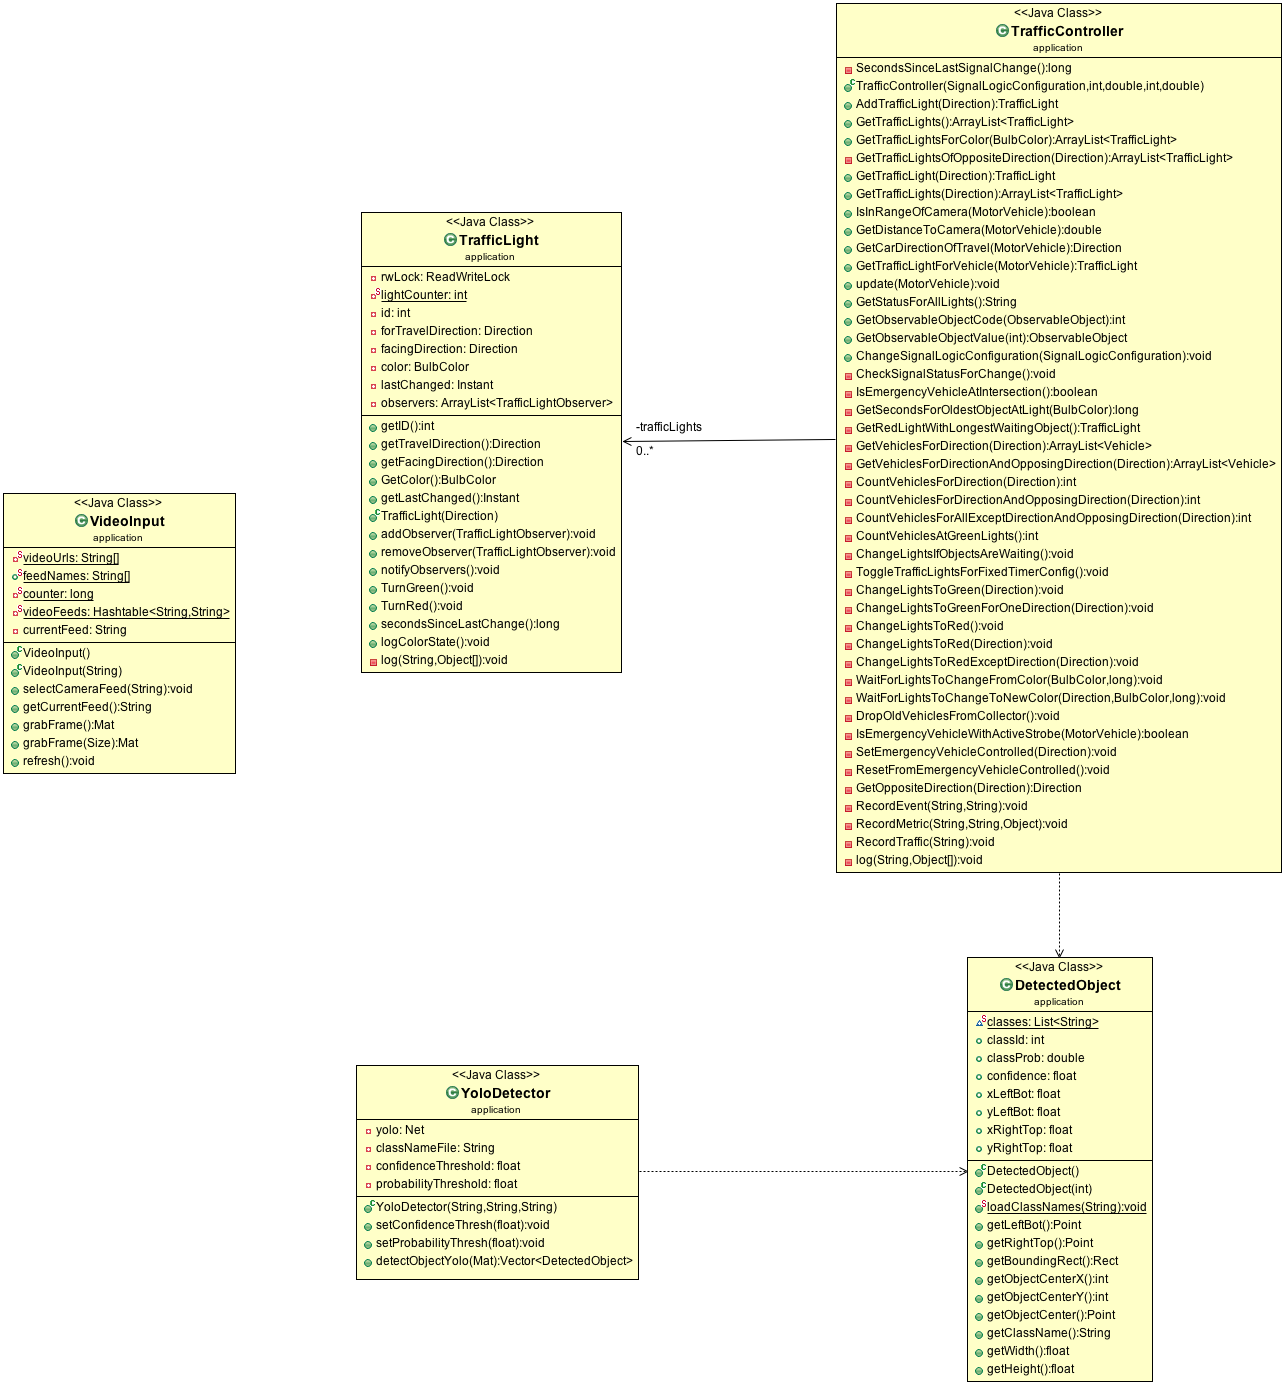 <<Java Class>>
TrafficController
application
SecondsSinceLastSignalChange():long
TrafficController(SignalLogicConfiguration,int,double,int,double)
AddTrafficLight(Direction):TrafficLight
GetTrafficLights():ArrayList<TrafficLight>
GetTrafficLightsForColor(BulbColor):ArrayList<TrafficLight>
GetTrafficLightsOfOppositeDirection(Direction):ArrayList<TrafficLight>
GetTrafficLight(Direction):TrafficLight
GetTrafficLights(Direction):ArrayList<TrafficLight>
IsInRangeOfCamera(MotorVehicle):boolean
GetDistanceToCamera(MotorVehicle):double
GetCarDirectionOfTravel(MotorVehicle):Direction
GetTrafficLightForVehicle(MotorVehicle):TrafficLight
update(MotorVehicle):void
GetStatusForAllLights():String
GetObservableObjectCode(ObservableObject):int
GetObservableObjectValue(int):ObservableObject
ChangeSignalLogicConfiguration(SignalLogicConfiguration):void
CheckSignalStatusForChange():void
IsEmergencyVehicleAtIntersection():boolean
GetSecondsForOldestObjectAtLight(BulbColor):long
GetRedLightWithLongestWaitingObject():TrafficLight
GetVehiclesForDirection(Direction):ArrayList<Vehicle>
GetVehiclesForDirectionAndOpposingDirection(Direction):ArrayList<Vehicle>
CountVehiclesForDirection(Direction):int
CountVehiclesForDirectionAndOpposingDirection(Direction):int
CountVehiclesForAllExceptDirectionAndOpposingDirection(Direction):int
CountVehiclesAtGreenLights():int
ChangeLightsIfObjectsAreWaiting():void
ToggleTrafficLightsForFixedTimerConfig():void
ChangeLightsToGreen(Direction):void
ChangeLightsToGreenForOneDirection(Direction):void
ChangeLightsToRed():void
ChangeLightsToRed(Direction):void
ChangeLightsToRedExceptDirection(Direction):void
WaitForLightsToChangeFromColor(BulbColor,long):void
WaitForLightsToChangeToNewColor(Direction,BulbColor,long):void
DropOldVehiclesFromCollector():void
IsEmergencyVehicleWithActiveStrobe(MotorVehicle):boolean
SetEmergencyVehicleControlled(Direction):void
ResetFromEmergencyVehicleControlled():void
GetOppositeDirection(Direction):Direction
RecordEvent(String,String):void
RecordMetric(String,String,Object):void
RecordTraffic(String):void
log(String,Object[]):void
<<Java Class>>
TrafficLight
application
rwLock: ReadWriteLock
lightCounter: int
id: int
forTravelDirection: Direction
facingDirection: Direction
color: BulbColor
lastChanged: Instant
observers: ArrayList<TrafficLightObserver>
getID():int
getTravelDirection():Direction
getFacingDirection():Direction
GetColor():BulbColor
getLastChanged():Instant
TrafficLight(Direction)
addObserver(TrafficLightObserver):void
removeObserver(TrafficLightObserver):void
notifyObservers():void
TurnGreen():void
TurnRed():void
secondsSinceLastChange():long
logColorState():void
log(String,Object[]):void
-trafficLights
0..*
<<Java Class>>
VideoInput
application
videoUrls: String[]
feedNames: String[]
counter: long
videoFeeds: Hashtable<String,String>
currentFeed: String
VideoInput()
VideoInput(String)
selectCameraFeed(String):void
getCurrentFeed():String
grabFrame():Mat
grabFrame(Size):Mat
refresh():void
<<Java Class>>
YoloDetector
application
yolo: Net
classNameFile: String
confidenceThreshold: float
probabilityThreshold: float
YoloDetector(String,String,String)
setConfidenceThresh(float):void
setProbabilityThresh(float):void
detectObjectYolo(Mat):Vector<DetectedObject>
<<Java Class>>
DetectedObject
application
classes: List<String>
classId: int
classProb: double
confidence: float
xLeftBot: float
yLeftBot: float
xRightTop: float
yRightTop: float
DetectedObject()
DetectedObject(int)
loadClassNames(String):void
getLeftBot():Point
getRightTop():Point
getBoundingRect():Rect
getObjectCenterX():int
getObjectCenterY():int
getObjectCenter():Point
getClassName():String
getWidth():float
getHeight():float